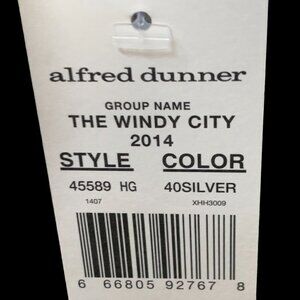 alfred dunner
GROUP NAME
THE WINDY CITY
2014
STYLE COLOR
45589 HG 40SILVER
1407 XHH3009
6 66805 92767 8